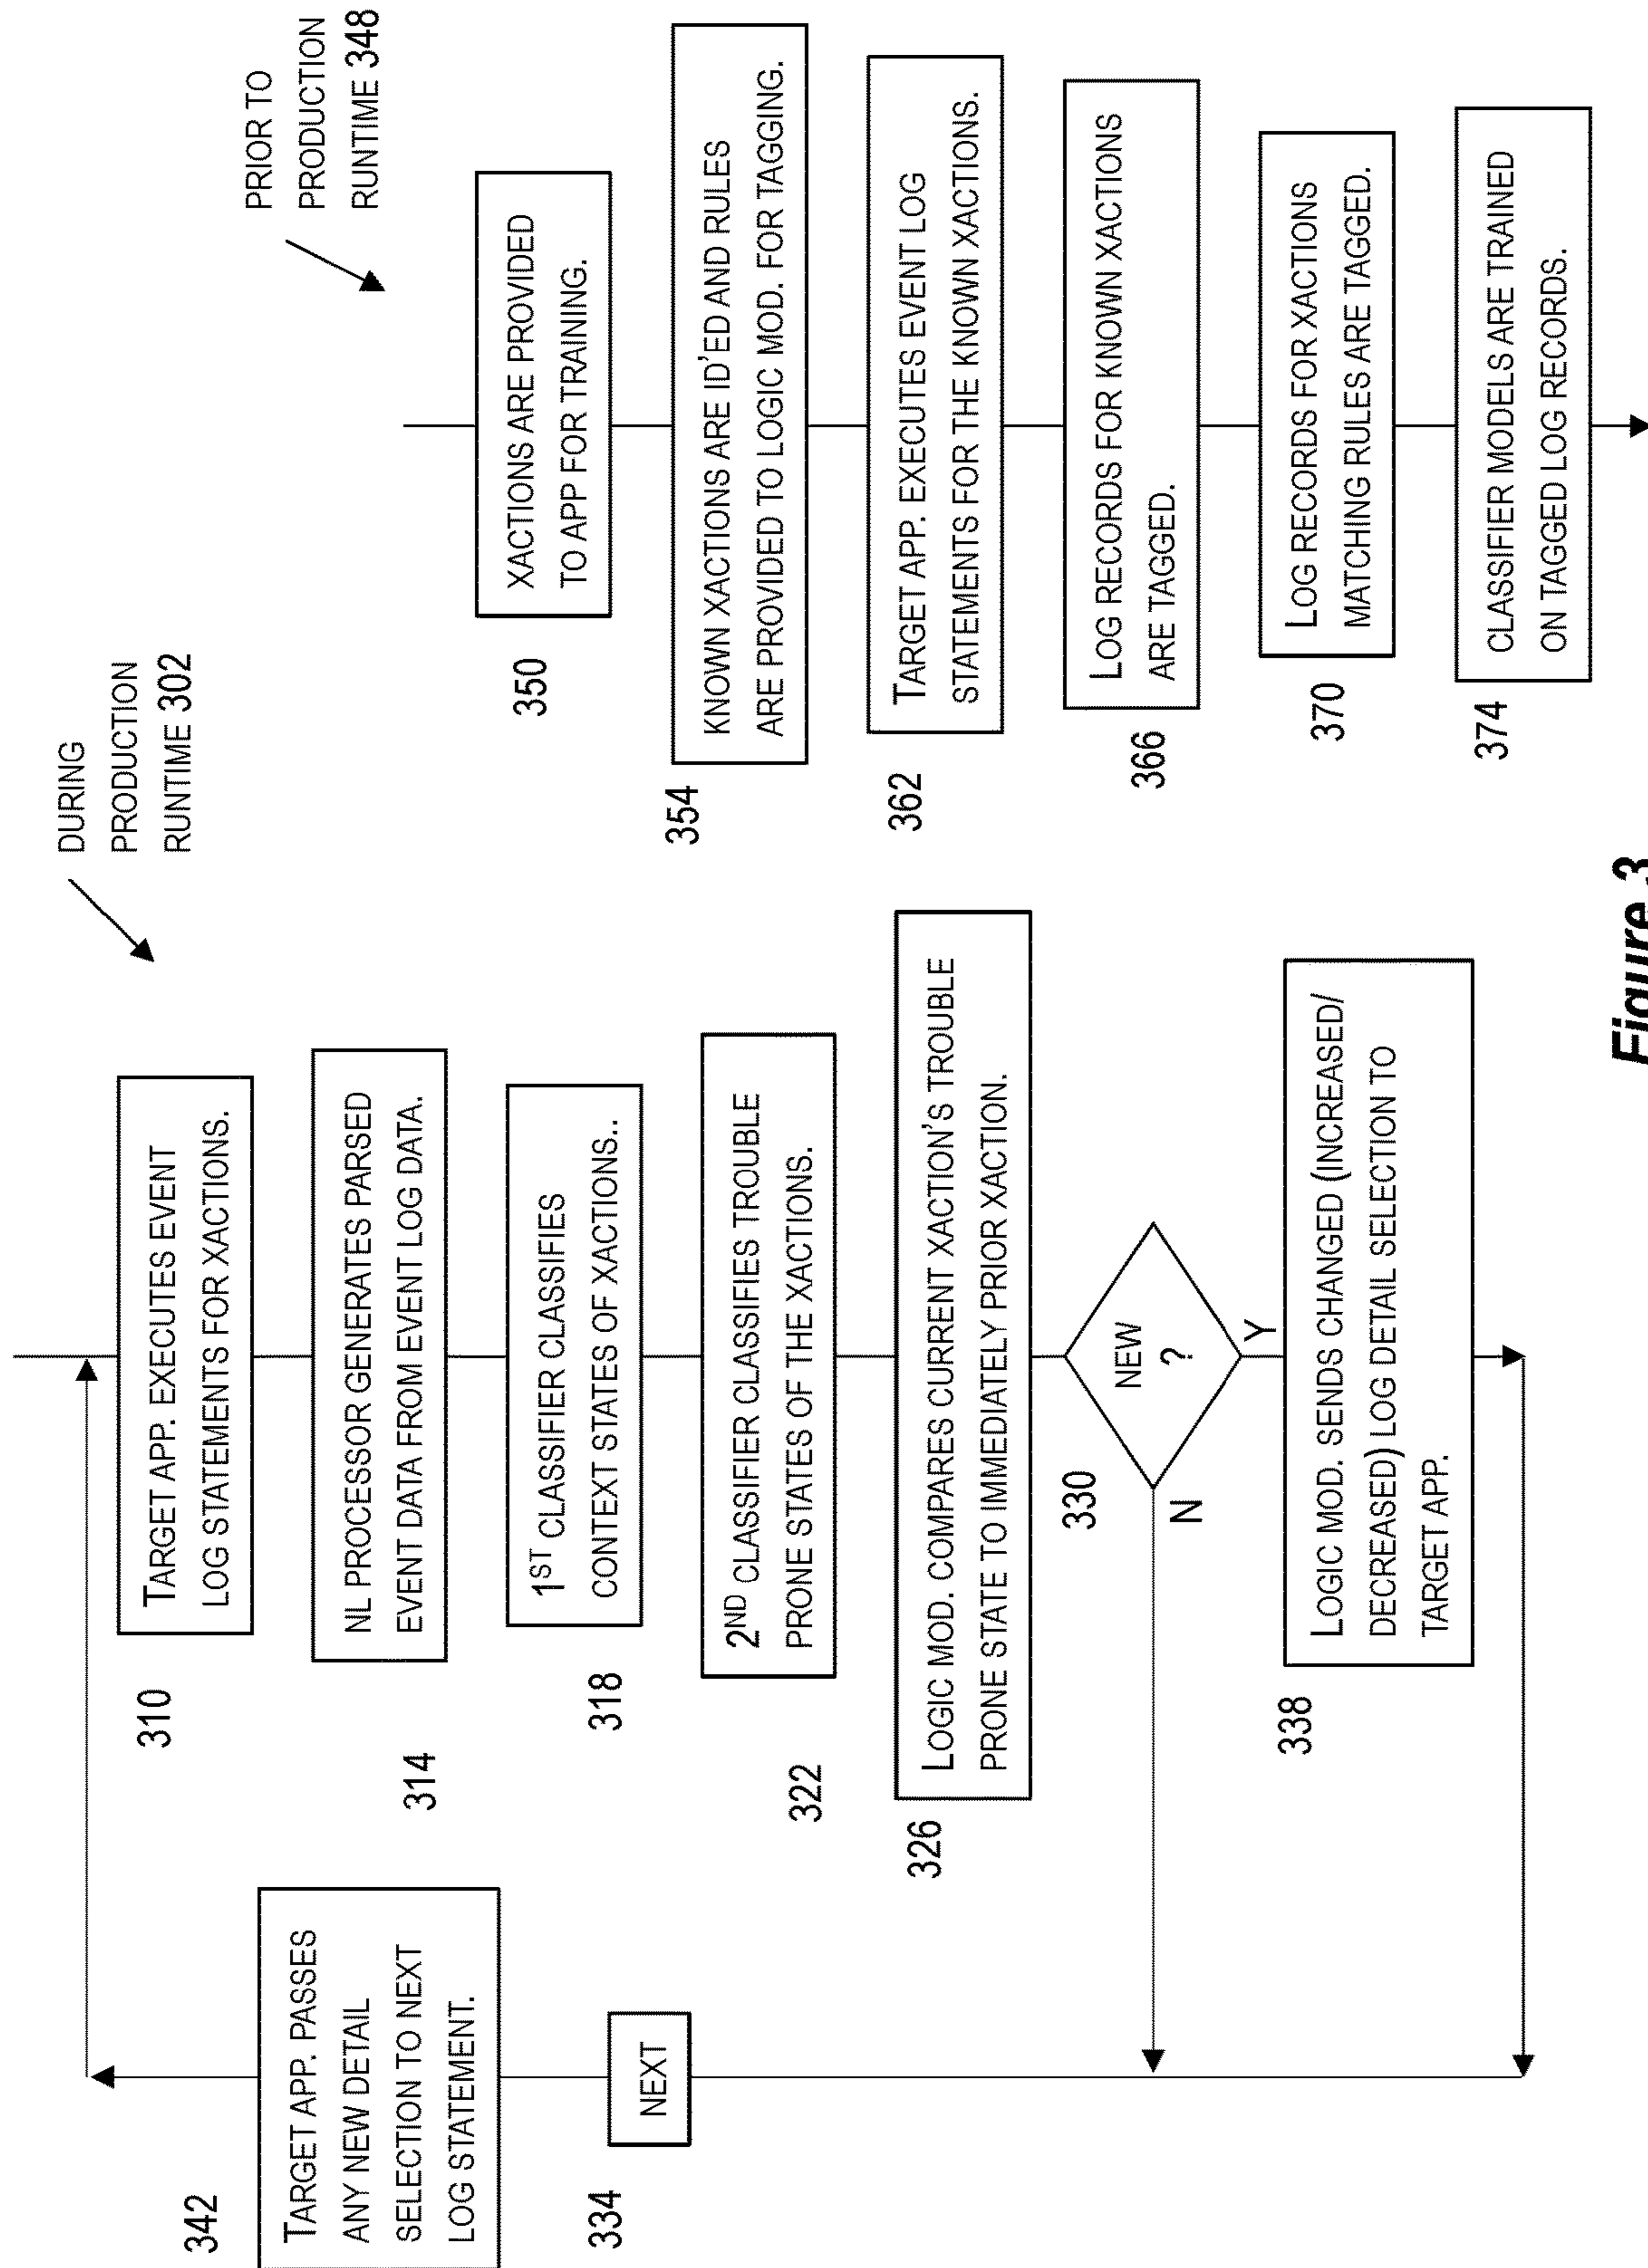 DURING
PRODUCTION
RUNTIME 302
342
TARGET APP. PASSES
ANY NEW DETAIL
SELECTION TO NEXT
LOG STATEMENT.
334
NEXT
310
TARGET APP. EXECUTES EVENT
LOG STATEMENTS FOR XACTIONS.
314
NL PROCESSOR GENERATES PARSED
EVENT DATA FROM EVENT LOG DATA.
318
1ST CLASSIFIER CLASSIFIES
CONTEXT STATES OF XACTIONS..
322
2ND CLASSIFIER CLASSIFIES TROUBLE
PRONE STATES OF THE XACTIONS.
326
LOGIC MOD. COMPARES CURRENT XACTION'S TROUBLE
PRONE STATE TO IMMEDIATELY PRIOR XACTION.
330
NEW
?
N
Y
338
LOGIC MOD. SENDS CHANGED (INCREASED/
DECREASED) LOG DETAIL SELECTION TO
TARGET APP.
PRIOR TO
PRODUCTION
RUNTIME 348
350
XACTIONS ARE PROVIDED
TO APP FOR TRAINING.
354
KNOWN XACTIONS ARE ID'ED AND RULES
ARE PROVIDED TO LOGIC MOD. FOR TAGGING.
362
TARGET APP. EXECUTES EVENT LOG
STATEMENTS FOR THE KNOWN XACTIONS.
366
LOG RECORDS FOR KNOWN XACTIONS
ARE TAGGED.
370
LOG RECORDS FOR XACTIONS
MATCHING RULES ARE TAGGED.
374
CLASSIFIER MODELS ARE TRAINED
ON TAGGED LOG RECORDS.
Figure 3